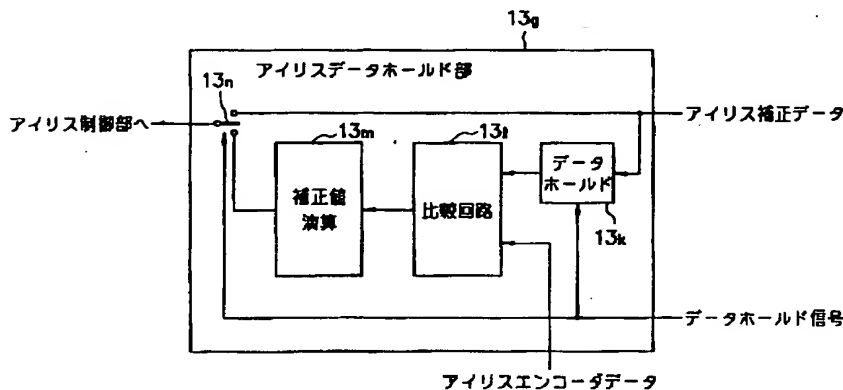 13g
アイリスデータホールド部
13n
アイリス制御部へ
アイリス補正データ
13m
13l
補正値
演算
比較回路
データ
ホールド
13k
データホールド信号
アイリスエンコーダデータ